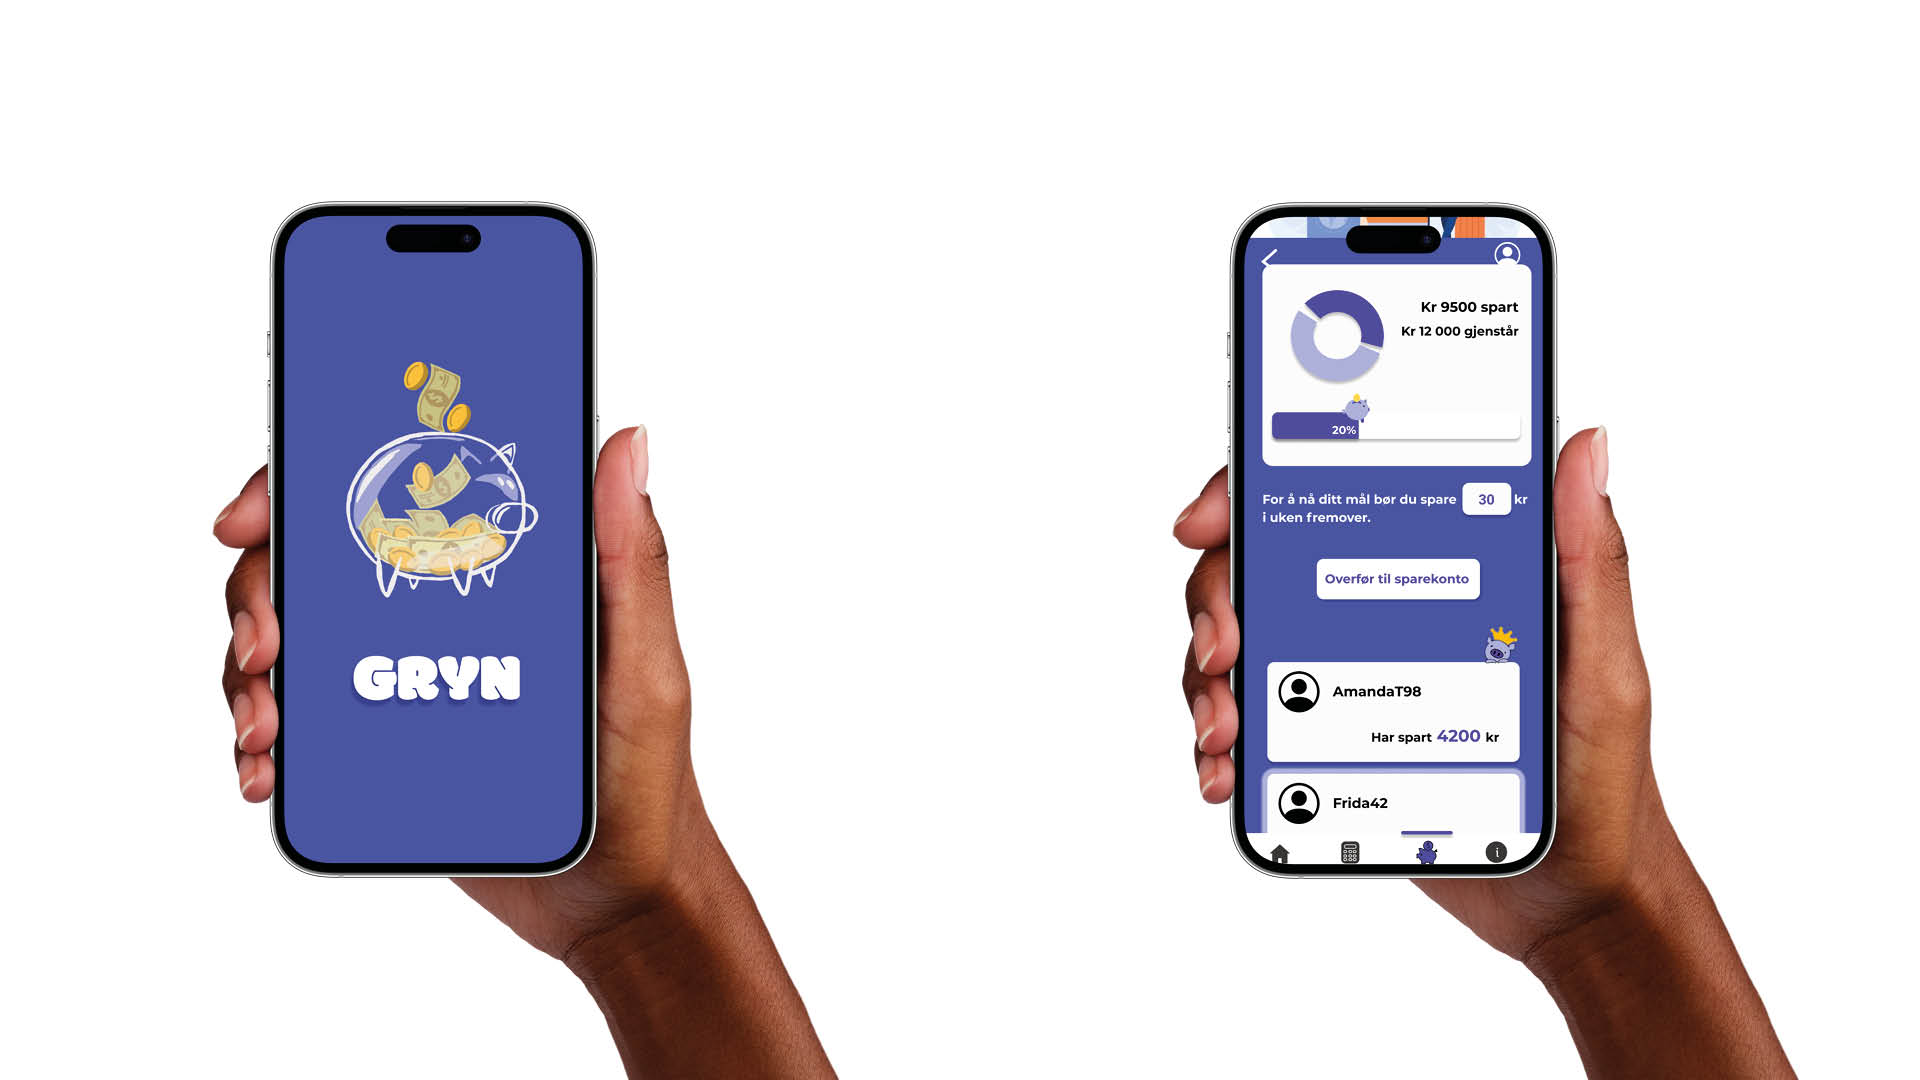 GRYN
Kr 9500 spart
Kr 12 000 gjenstår
20%
For å nå ditt mål bør du spare 30 kr
i uken fremover.
Overfør til sparekonto
AmandaT98
Har spart 4200 kr
Frida42